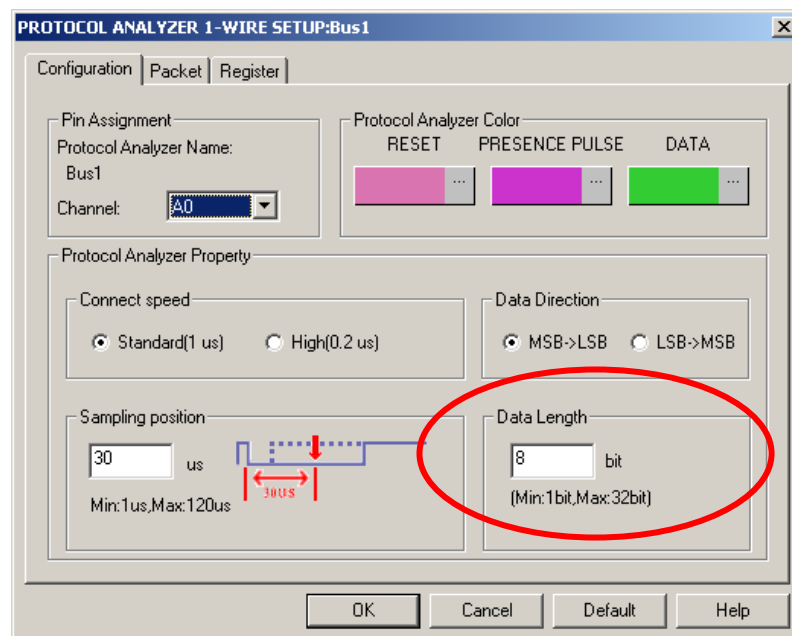 PROTOCOL ANALYZER 1-WIRE SETUP:Bus1
Configuration Packet Register
Pin Assignment
Protocol Analyzer Name:
Bus1
Channel: A0
Protocol Analyzer Color
RESET PRESENCE PULSE DATA
... ... ...
Protocol Analyzer Property
Connect speed
Standard(1 us) High(0.2 us)
Data Direction
MSB->LSB LSB->MSB
Sampling position
30 us
30US
Min:1us,Max:120us
Data Length
8 bit
(Min:1bit,Max:32bit)
OK Cancel Default Help